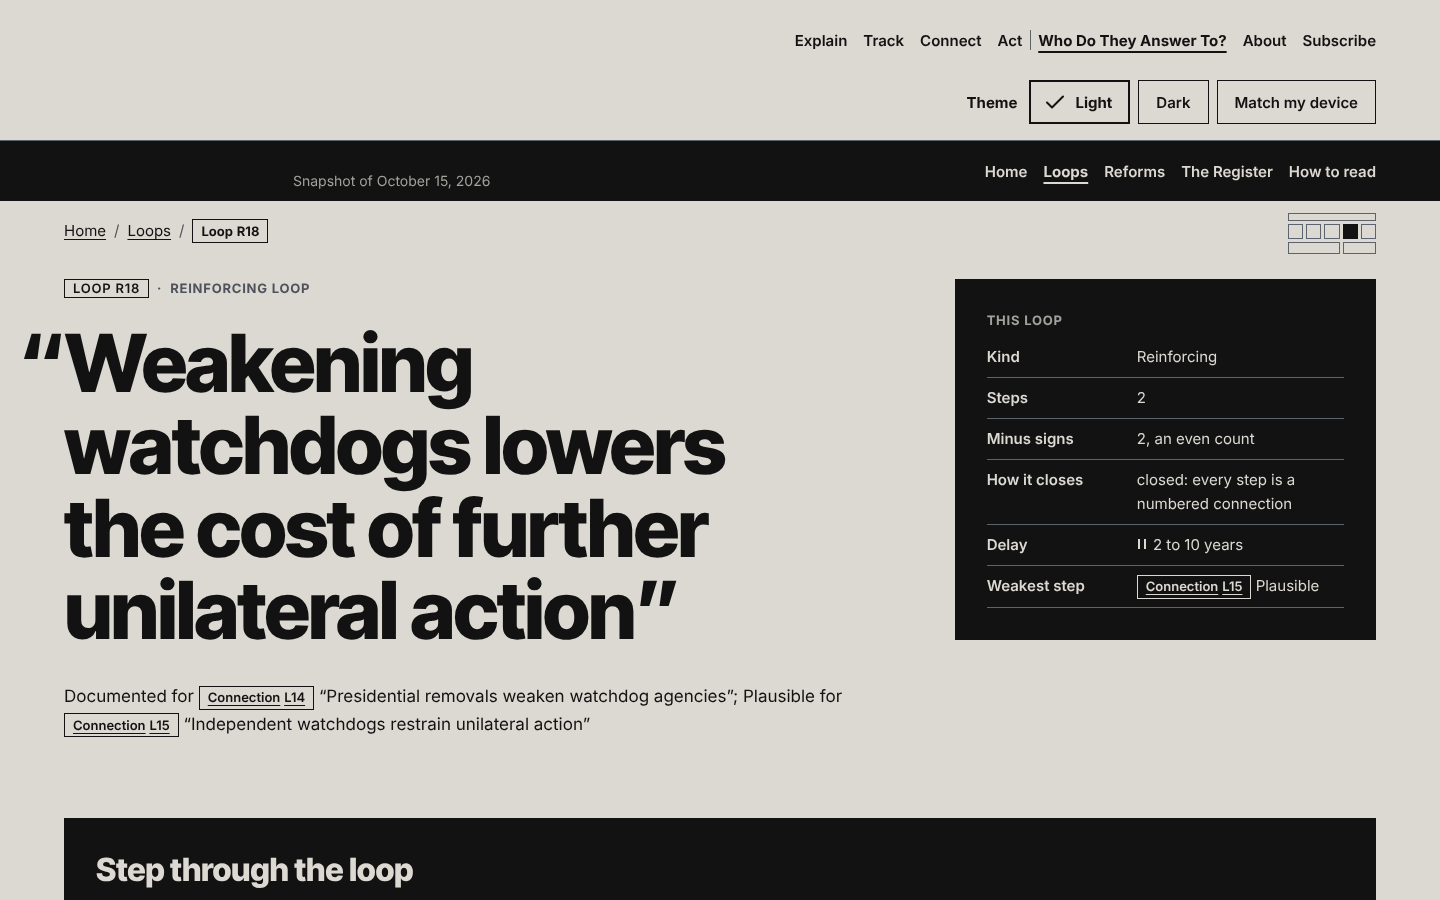 Explain Track Connect Act Who Do They Answer To? About Subscribe
Theme Light Dark Match my device
Snapshot of October 15, 2026
Home Loops Reforms The Register How to read
Home / Loops / Loop R18
LOOP R18 · REINFORCING LOOP
“Weakening
watchdogs lowers
the cost of further
unilateral action”
Documented for Connection L14 “Presidential removals weaken watchdog agencies”; Plausible for
Connection L15 “Independent watchdogs restrain unilateral action”
THIS LOOP
Kind Reinforcing
Steps 2
Minus signs 2, an even count
How it closes closed: every step is a
numbered connection
Delay 2 to 10 years
Weakest step Connection L15 Plausible
Step through the loop